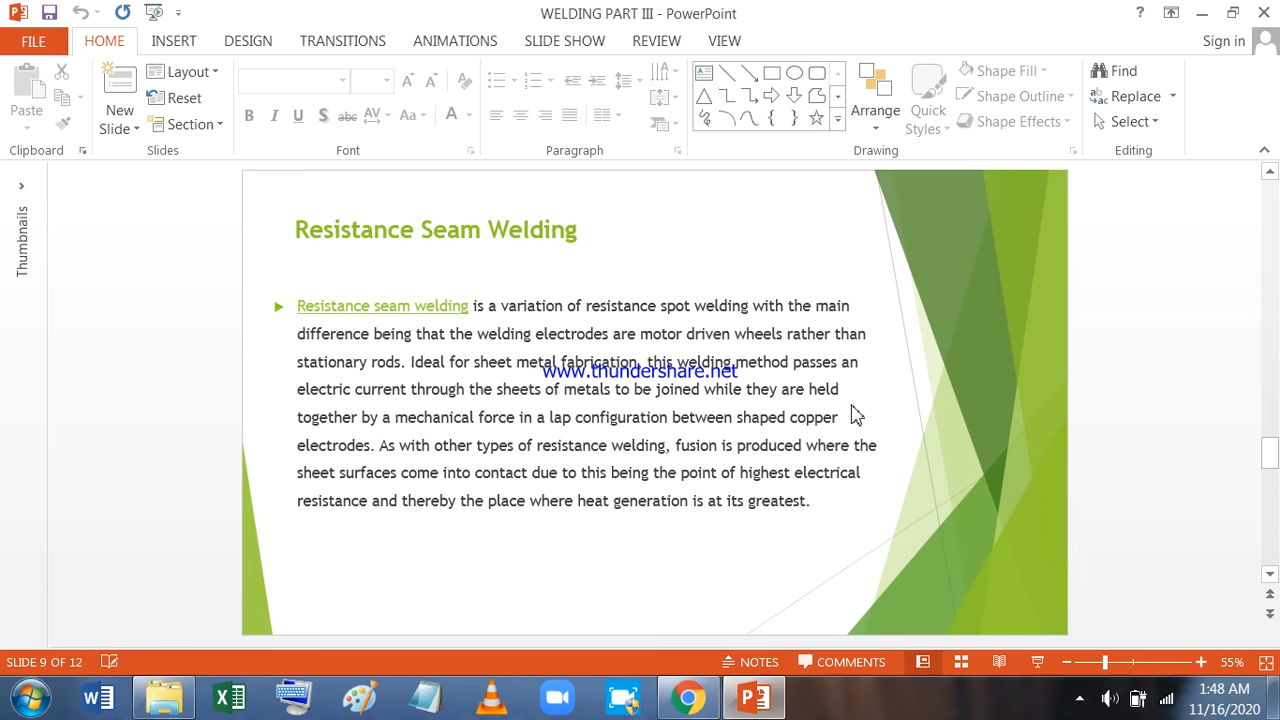 WELDING PART III - PowerPoint
?
FILE
HOME
INSERT
DESIGN
TRANSITIONS
ANIMATIONS
SLIDE SHOW
REVIEW
VIEW
Sign in
Paste
New
Slide
Layout
Reset
Section
B I U S abc AV Aa A
Arrange
Quick
Styles
Shape Fill
Shape Outline
Shape Effects
Find
Replace
Select
Clipboard
Slides
Font
Paragraph
Drawing
Editing
Thumbnails
Resistance Seam Welding
Resistance seam welding is a variation of resistance spot welding with the main
difference being that the welding electrodes are motor driven wheels rather than
stationary rods. Ideal for sheet metal fabrication, this welding method passes an
www.thundershare.net
electric current through the sheets of metals to be joined while they are held
together by a mechanical force in a lap configuration between shaped copper
electrodes. As with other types of resistance welding, fusion is produced where the
sheet surfaces come into contact due to this being the point of highest electrical
resistance and thereby the place where heat generation is at its greatest.
SLIDE 9 OF 12
NOTES
COMMENTS
55%
1:48 AM
11/16/2020